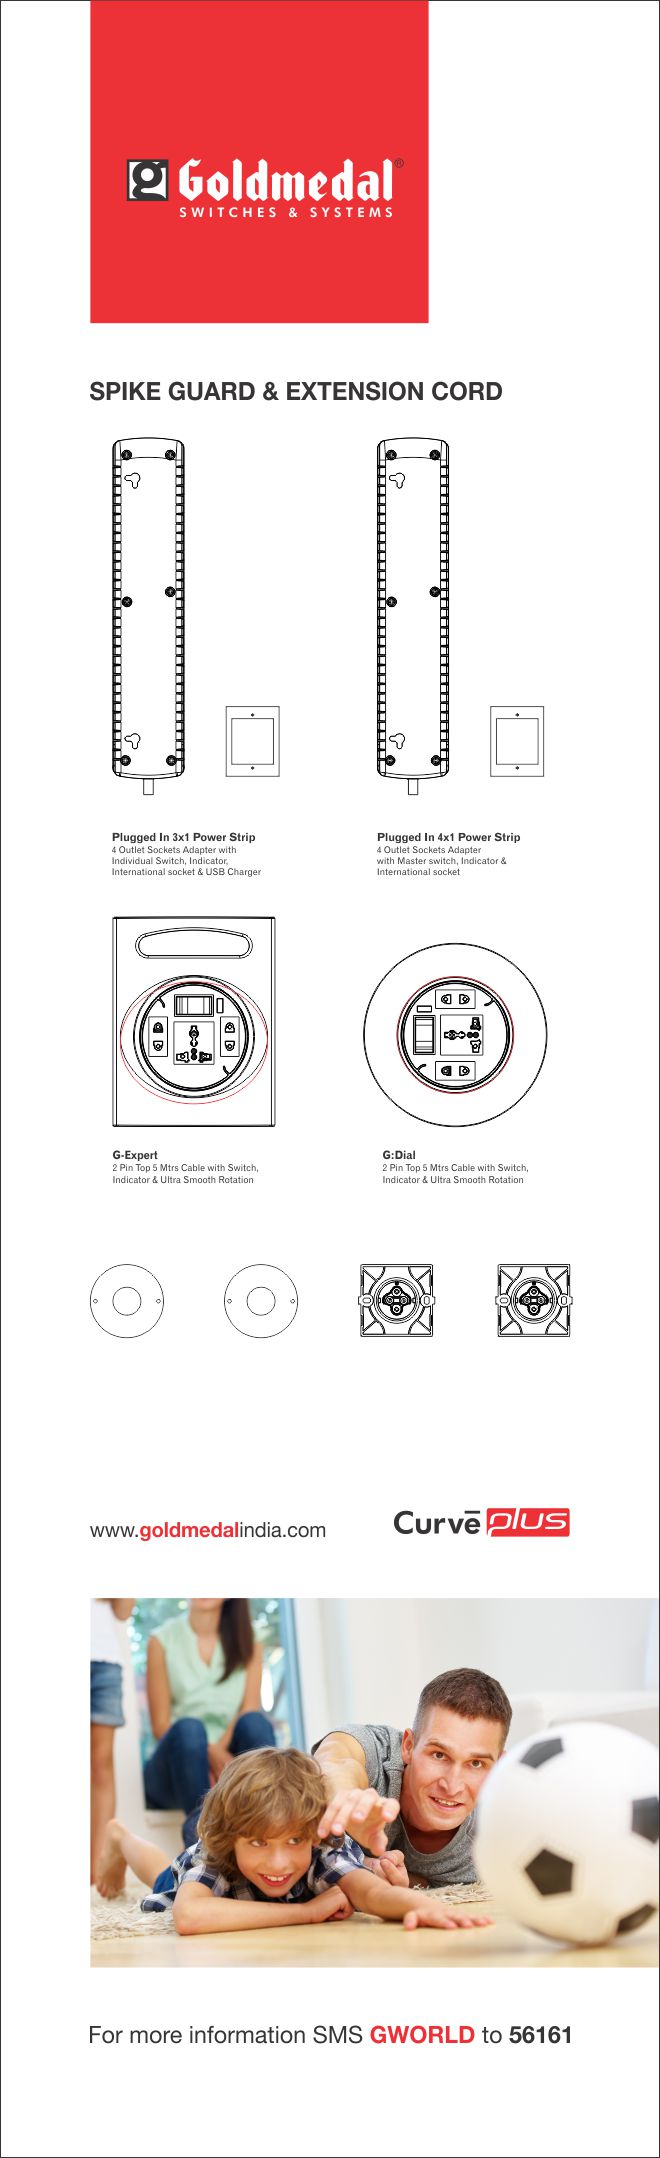 g Goldmedal®
SWITCHES & SYSTEMS
SPIKE GUARD & EXTENSION CORD
Plugged In 3x1 Power Strip
4 Outlet Sockets Adapter with
Individual Switch, Indicator,
International socket & USB Charger
Plugged In 4x1 Power Strip
4 Outlet Sockets Adapter
with Master switch, Indicator &
International socket
G-Expert
2 Pin Top 5 Mtrs Cable with Switch,
Indicator & Ultra Smooth Rotation
G:Dial
2 Pin Top 5 Mtrs Cable with Switch,
Indicator & Ultra Smooth Rotation
www.goldmedalindia.com
Curvē plus
For more information SMS GWORLD to 56161